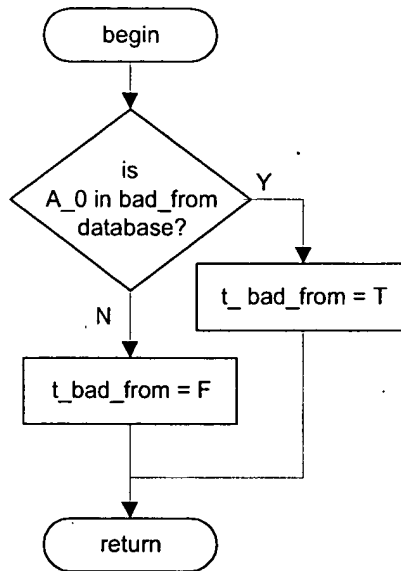 begin
is
A_0 in bad_from
database?
Y
t_ bad_from = T
N
t_bad_from = F
return